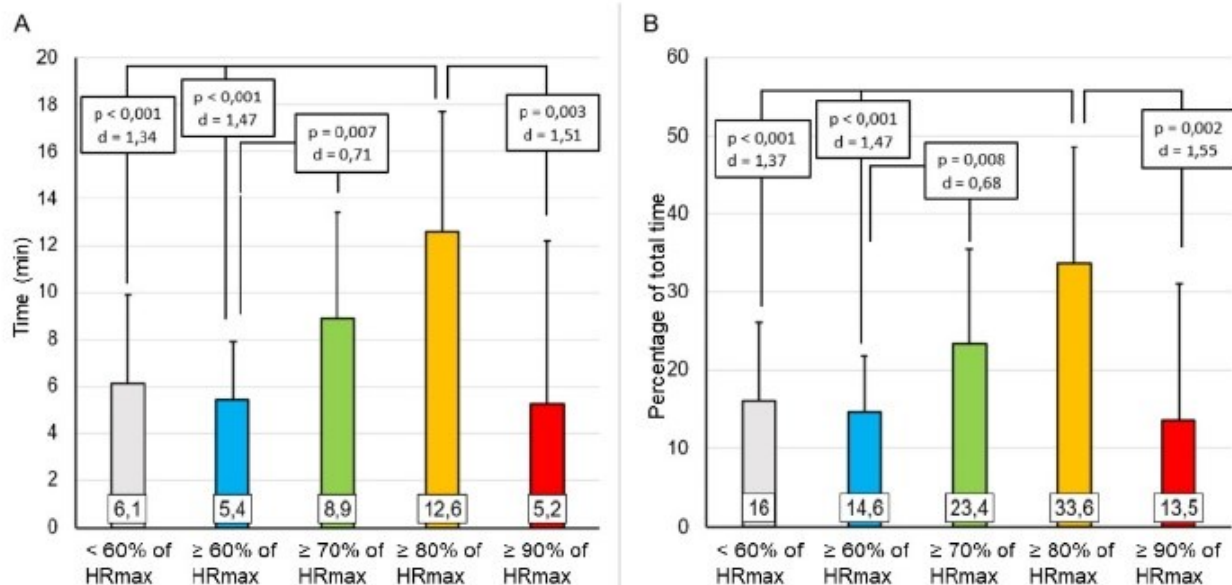 A
Time (min)
20
18
16
14
12
10
8
6
4
2
0
p < 0,001
d = 1,34
p < 0,001
d = 1,47
p = 0,007
d = 0,71
p = 0,003
d = 1,51
6,1
5,4
8,9
12,6
5,2
< 60% of
HRmax
≥ 60% of
HRmax
≥ 70% of
HRmax
≥ 80% of
HRmax
≥ 90% of
HRmax
B
Percentage of total time
60
50
40
30
20
10
0
p < 0,001
d = 1,37
p < 0,001
d = 1,47
p = 0,008
d = 0,68
p = 0,002
d = 1,55
16
14,6
23,4
33,6
13,5
< 60% of
HRmax
≥ 60% of
HRmax
≥ 70% of
HRmax
≥ 80% of
HRmax
≥ 90% of
HRmax